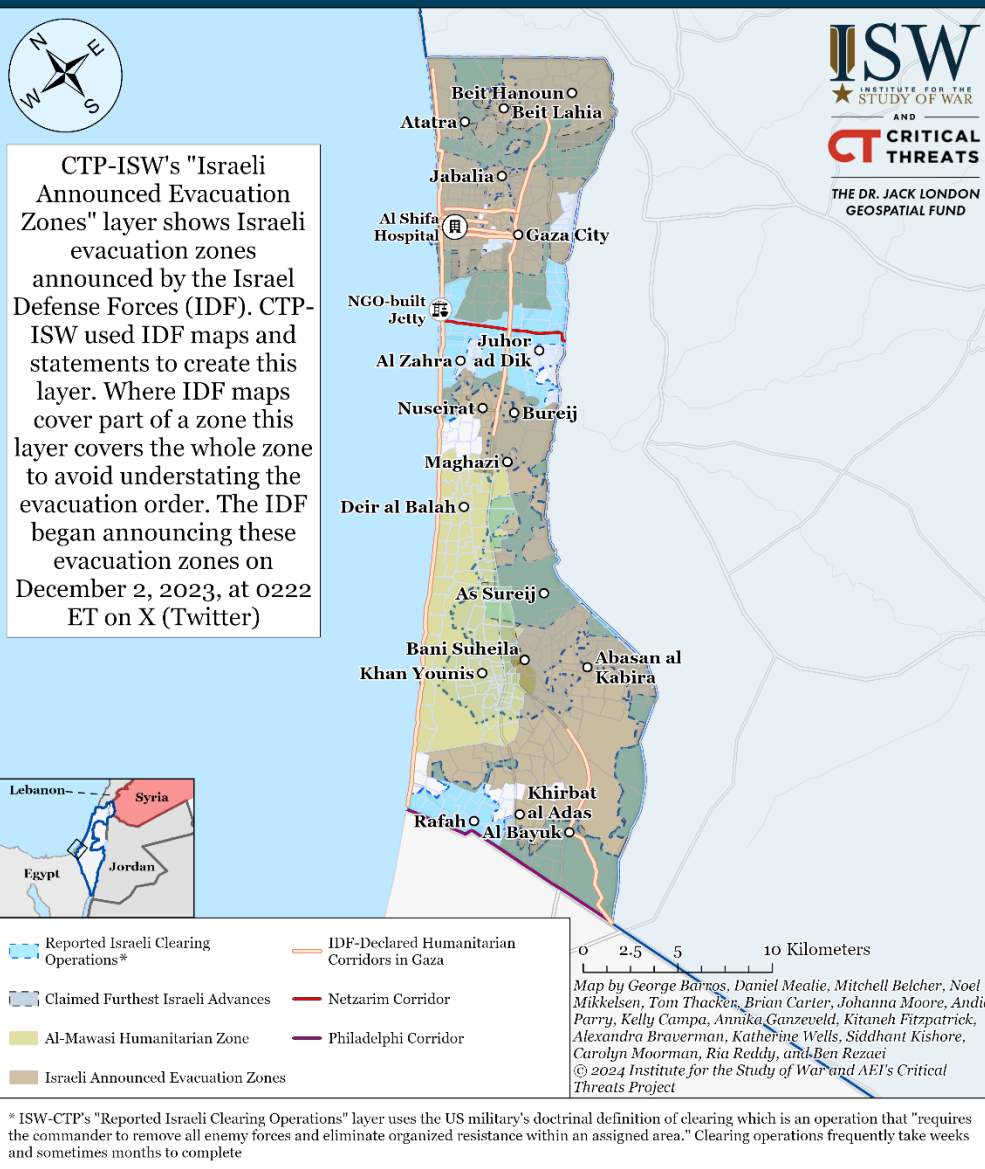 N
E
W
S
ISW
INSTITUTE FOR THE
STUDY OF WAR
AND
CT CRITICAL
THREATS
THE DR. JACK LONDON
GEOSPATIAL FUND
CTP-ISW's "Israeli
Announced Evacuation
Zones" layer shows Israeli
evacuation zones
announced by the Israel
Defense Forces (IDF). CTP-
ISW used IDF maps and
statements to create this
layer. Where IDF maps
cover part of a zone this
layer covers the whole zone
to avoid understating the
evacuation order. The IDF
began announcing these
evacuation zones on
December 2, 2023, at 0222
ET on X (Twitter)
Beit Hanoun
Beit Lahia
Atatra
Jabalia
Al Shifa
Hospital
Gaza City
NGO-built
Jetty
Juhor
ad Dik
Al Zahra
Nuseirat
Bureij
Maghazi
Deir al Balah
As Sureij
Bani Suheila
Abasan al
Kabira
Khan Younis
Khirbat
al Adas
Rafah
Al Bayuk
Lebanon
Syria
Jordan
Egypt
Reported Israeli Clearing
Operations*
Claimed Furthest Israeli Advances
Al-Mawasi Humanitarian Zone
Israeli Announced Evacuation Zones
IDF-Declared Humanitarian
Corridors in Gaza
Netzarim Corridor
Philadelphi Corridor
0 2.5 5 10 Kilometers
Map by George Barros, Daniel Mealie, Mitchell Belcher, Noel
Mikkelsen, Tom Thacker, Brian Carter, Johanna Moore, Andie
Parry, Kelly Campa, Annika Ganzeveld, Kitaneh Fitzpatrick,
Alexandra Braverman, Katherine Wells, Siddhant Kishore,
Carolyn Moorman, Ria Reddy, and Ben Rezaei
© 2024 Institute for the Study of War and AEI's Critical
Threats Project
* ISW-CTP's "Reported Israeli Clearing Operations" layer uses the US military's doctrinal definition of clearing which is an operation that "requires
the commander to remove all enemy forces and eliminate organized resistance within an assigned area." Clearing operations frequently take weeks
and sometimes months to complete